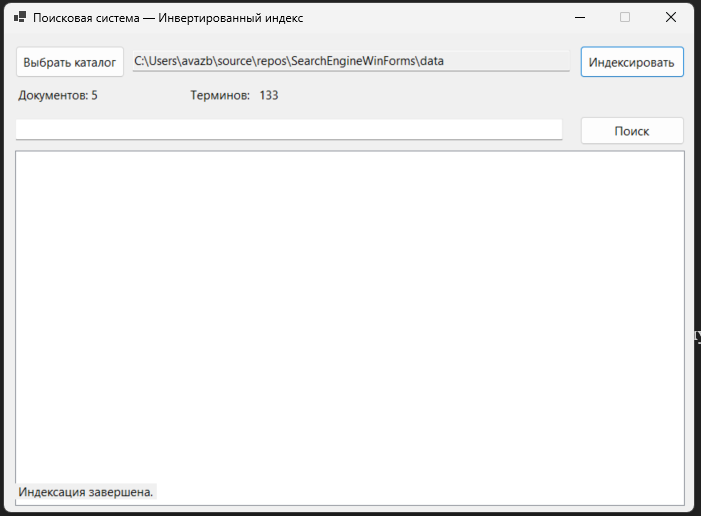 Поисковая система — Инвертированный индекс
Выбрать каталог C:\Users\avazb\source\repos\SearchEngineWinForms\data Индексировать
Документов: 5 Терминов: 133
Поиск
Индексация завершена.